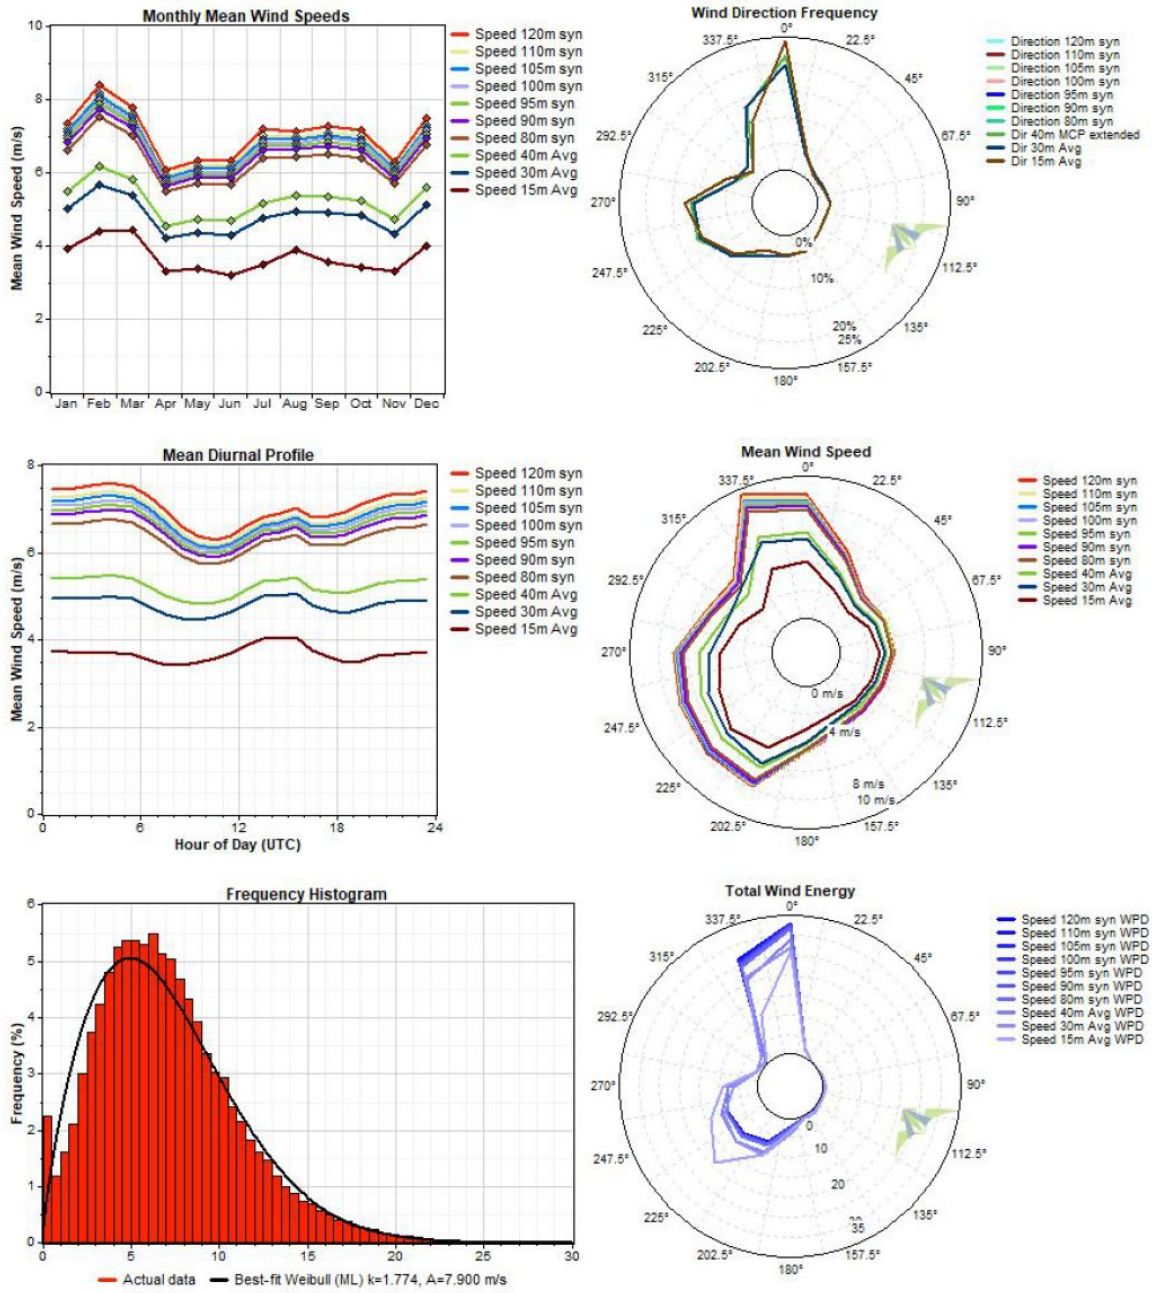 Monthly Mean Wind Speeds
10
8
6
4
2
0
Mean Wind Speed (m/s)
Jan Feb Mar Apr May Jun Jul Aug Sep Oct Nov Dec
Speed 120m syn
Speed 110m syn
Speed 105m syn
Speed 100m syn
Speed 95m syn
Speed 90m syn
Speed 80m syn
Speed 40m Avg
Speed 30m Avg
Speed 15m Avg
Wind Direction Frequency
0°
22.5°
45°
67.5°
90°
112.5°
135°
157.5°
180°
202.5°
225°
247.5°
270°
292.5°
315°
337.5°
0%
10%
20%
25%
Direction 120m syn
Direction 110m syn
Direction 105m syn
Direction 100m syn
Direction 95m syn
Direction 90m syn
Direction 80m syn
Dir 40m MCP extended
Dir 30m Avg
Dir 15m Avg
Mean Diurnal Profile
8
6
4
2
0
Mean Wind Speed (m/s)
0 6 12 18 24
Hour of Day (UTC)
Speed 120m syn
Speed 110m syn
Speed 105m syn
Speed 100m syn
Speed 95m syn
Speed 90m syn
Speed 80m syn
Speed 40m Avg
Speed 30m Avg
Speed 15m Avg
Mean Wind Speed
0°
22.5°
45°
67.5°
90°
112.5°
135°
157.5°
180°
202.5°
225°
247.5°
270°
292.5°
315°
337.5°
0 m/s
4 m/s
8 m/s
10 m/s
Speed 120m syn
Speed 110m syn
Speed 105m syn
Speed 100m syn
Speed 95m syn
Speed 90m syn
Speed 80m syn
Speed 40m Avg
Speed 30m Avg
Speed 15m Avg
Frequency Histogram
6
5
4
3
2
1
0
Frequency (%)
0 5 10 15 20 25 30
Actual data Best-fit Weibull (ML) k=1.774, A=7.900 m/s
Total Wind Energy
0°
22.5°
45°
67.5°
90°
112.5°
135°
157.5°
180°
202.5°
225°
247.5°
270°
292.5°
315°
337.5°
0
10
20
35
Speed 120m syn WPD
Speed 110m syn WPD
Speed 105m syn WPD
Speed 100m syn WPD
Speed 95m syn WPD
Speed 90m syn WPD
Speed 80m syn WPD
Speed 40m Avg WPD
Speed 30m Avg WPD
Speed 15m Avg WPD